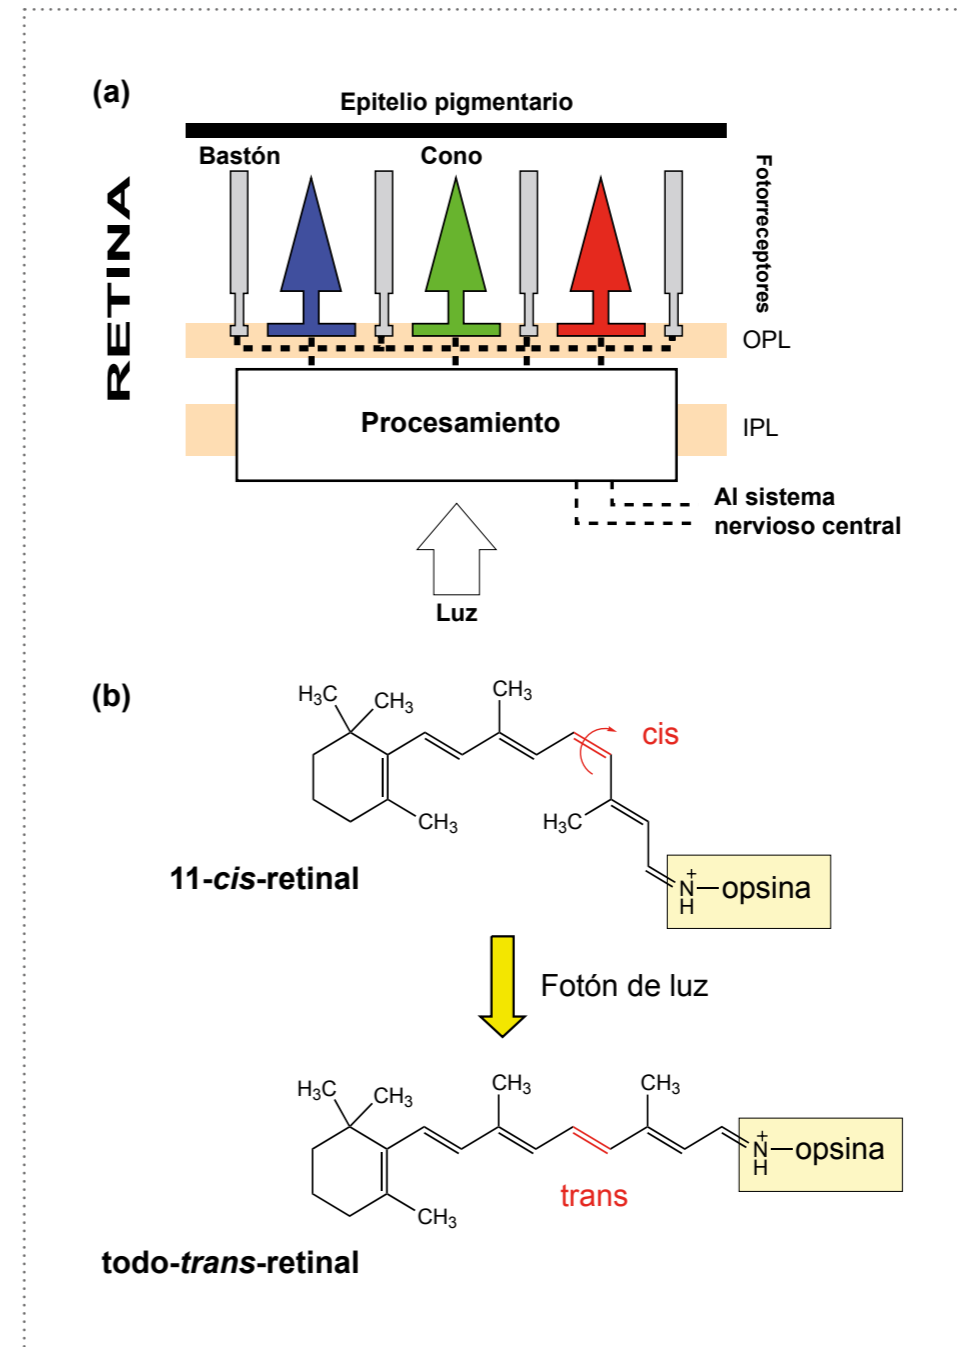 (a)
Epitelio pigmentario
Bastón
Cono
RETINA
Fotorreceptores
OPL
Procesamiento
IPL
Al sistema
nervioso central
Luz
(b)
H₃C
CH₃
CH₃
cis
CH₃
H₃C
11-cis-retinal
+
N
H
opsina
Fotón de luz
H₃C
CH₃
CH₃
CH₃
+
N
H
opsina
trans
CH₃
todo-trans-retinal